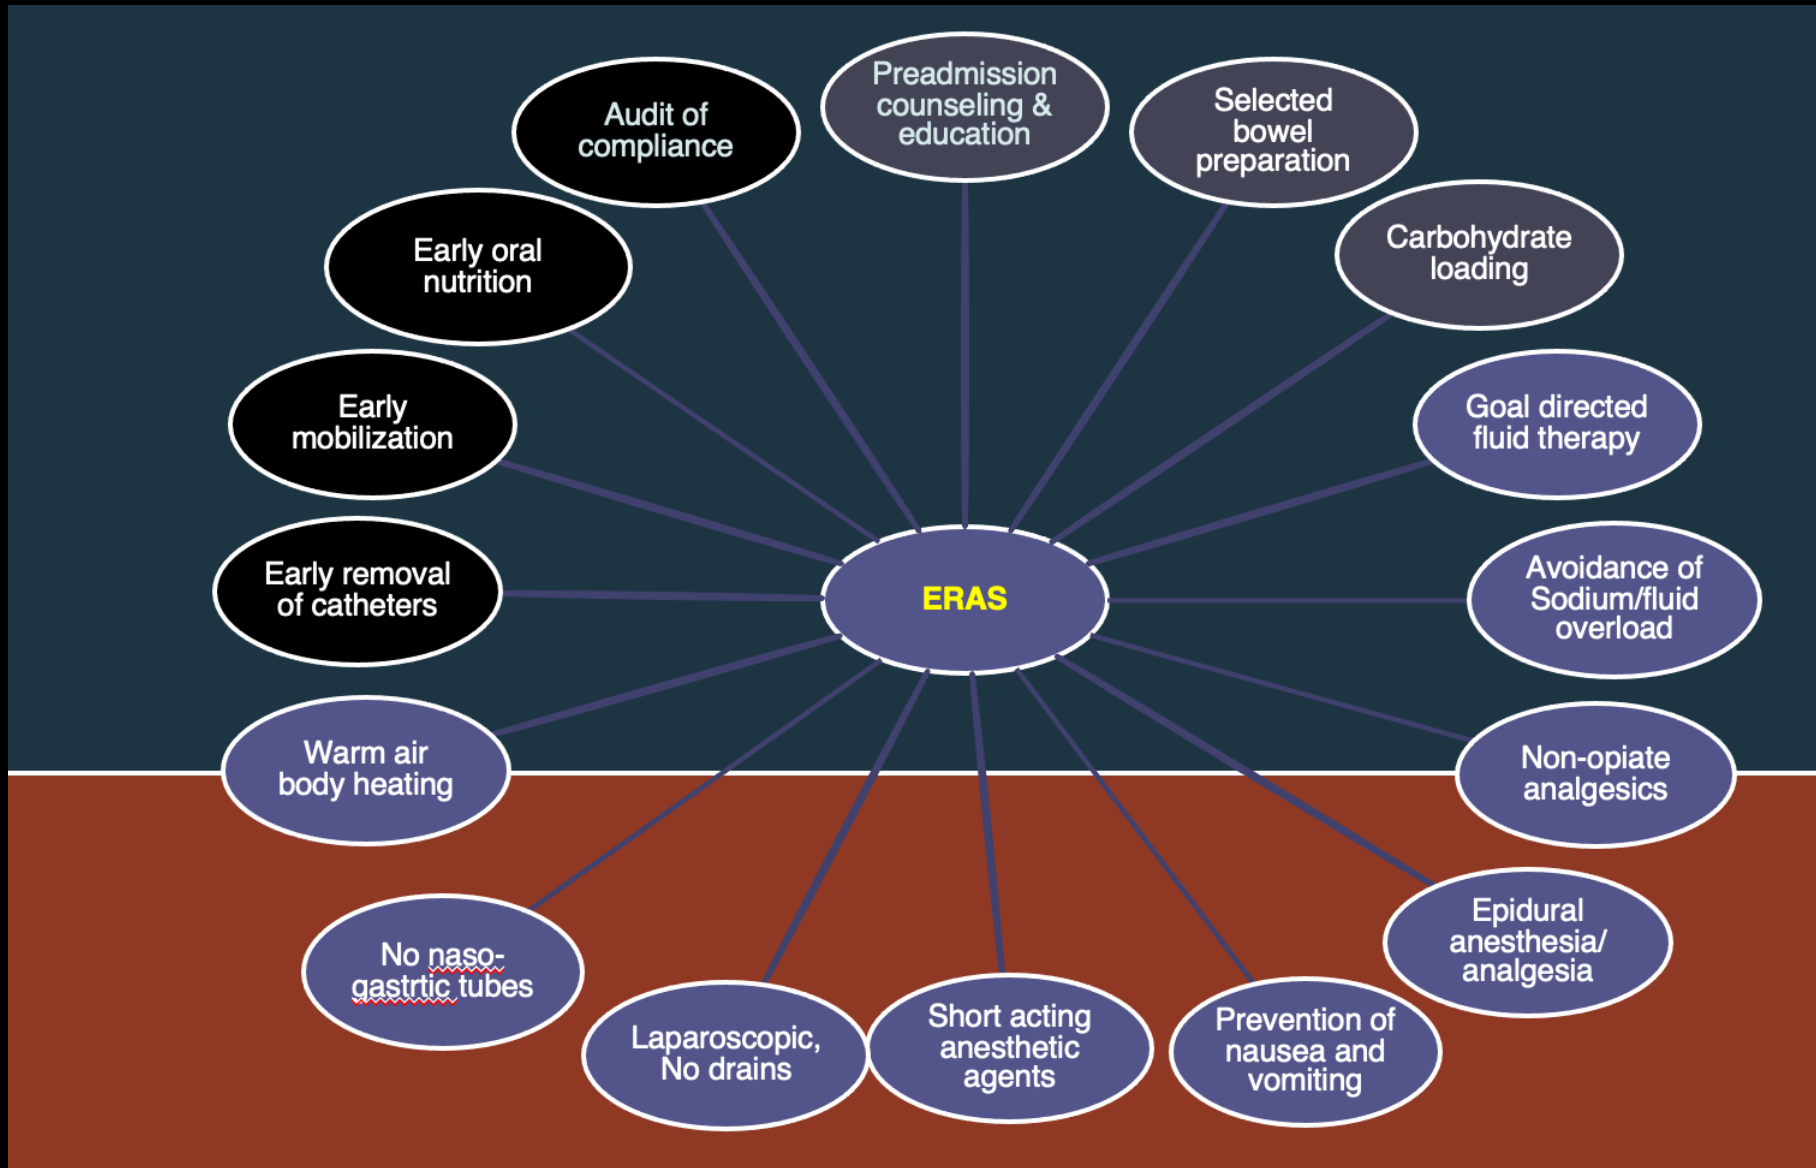 Preadmission
counseling &
education
Selected
bowel
preparation
Carbohydrate
loading
Goal directed
fluid therapy
Avoidance of
Sodium/fluid
overload
Non-opiate
analgesics
Epidural
anesthesia/
analgesia
Prevention of
nausea and
vomiting
Short acting
anesthetic
agents
Laparoscopic,
No drains
No naso-
gastrtic tubes
Warm air
body heating
Early removal
of catheters
Early
mobilization
Early oral
nutrition
Audit of
compliance
ERAS